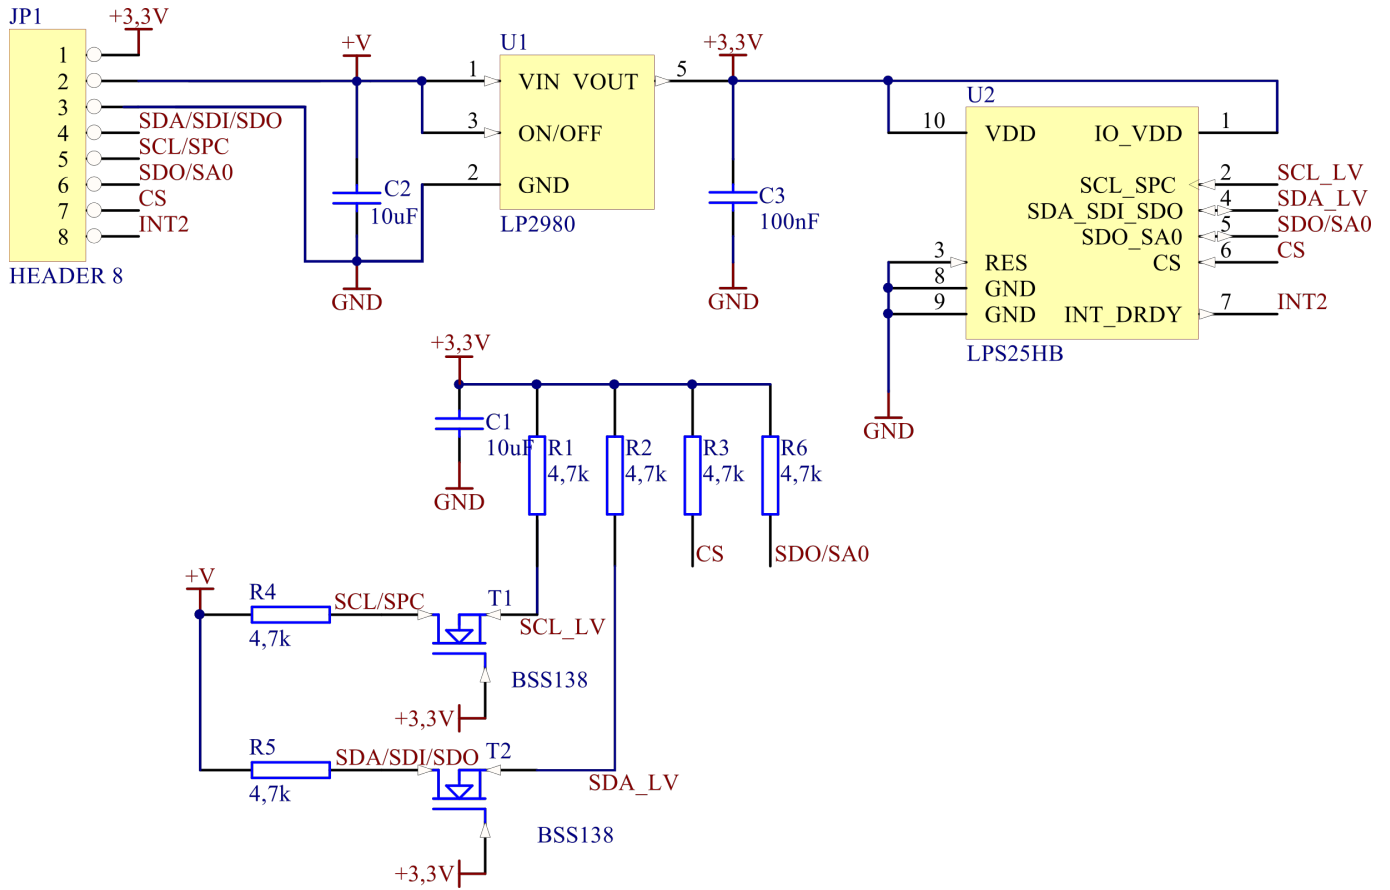 JP1
+3,3V
1
2
3
4
5
6
7
8
SDA/SDI/SDO
SCL/SPC
SDO/SA0
CS
INT2
HEADER 8
+V
C2
10uF
GND
U1
1
VIN VOUT
5
3
ON/OFF
2
GND
LP2980
+3,3V
C3
100nF
GND
U2
10
VDD
IO_VDD
1
SCL_SPC
2
SCL_LV
SDA_SDI_SDO
4
SDA_LV
SDO_SA0
5
SDO/SA0
3
RES
CS
6
CS
8
GND
9
GND
INT_DRDY
7
INT2
LPS25HB
GND
+3,3V
C1
10uF
GND
R1
4,7k
R2
4,7k
R3
4,7k
R6
4,7k
CS
SDO/SA0
+V
R4
4,7k
SCL/SPC
T1
SCL_LV
BSS138
+3,3V
R5
4,7k
SDA/SDI/SDO
T2
SDA_LV
BSS138
+3,3V